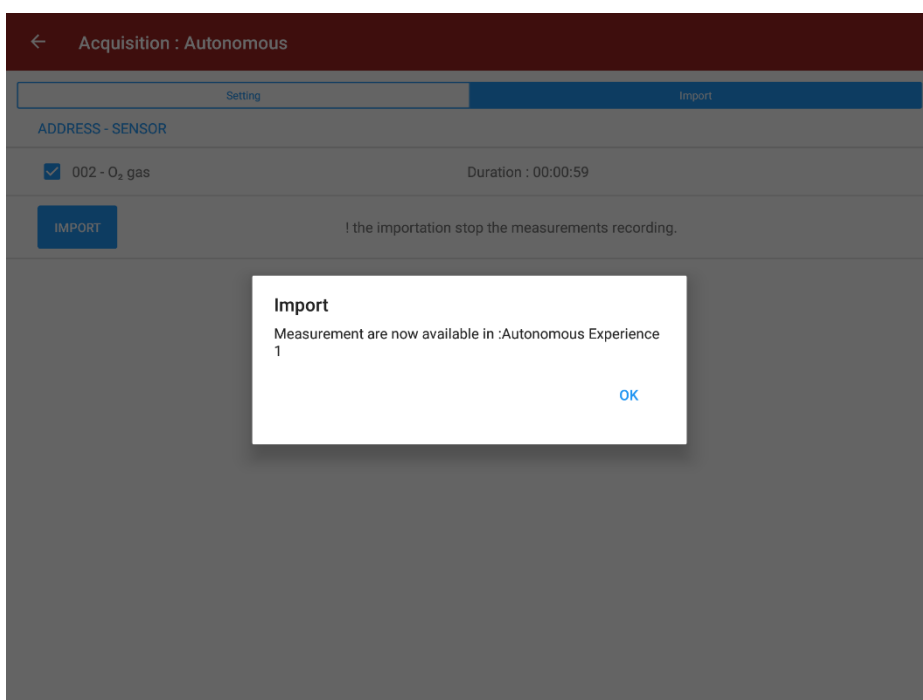 Acquisition : Autonomous
Setting
Import
ADDRESS - SENSOR
002 - O₂ gas
Duration : 00:00:59
IMPORT
! the importation stop the measurements recording.
Import
Measurement are now available in :Autonomous Experience
1
OK